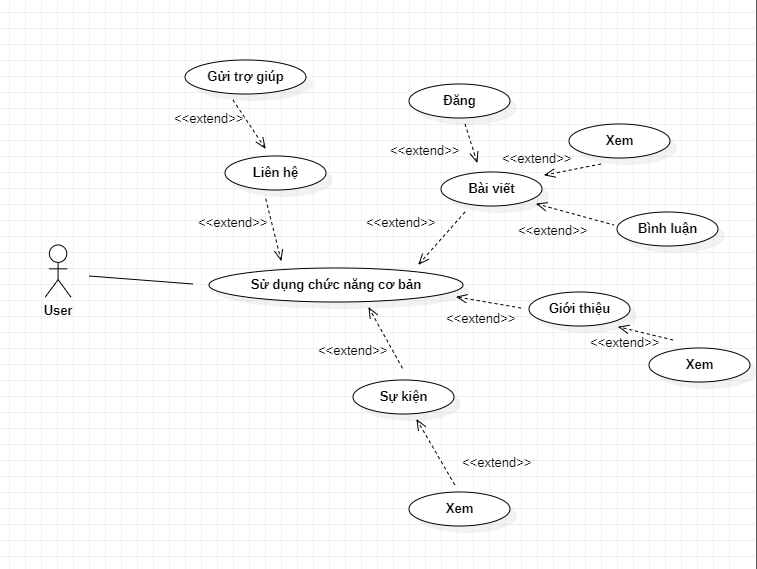 Gửi trợ giúp
<<extend>>
Đăng
<<extend>>
Xem
<<extend>>
Liên hệ
Bài viết
<<extend>>
<<extend>>
<<extend>>
Bình luận
Sử dụng chức năng cơ bản
User
Giới thiệu
<<extend>>
<<extend>>
<<extend>>
Xem
Sự kiện
<<extend>>
Xem